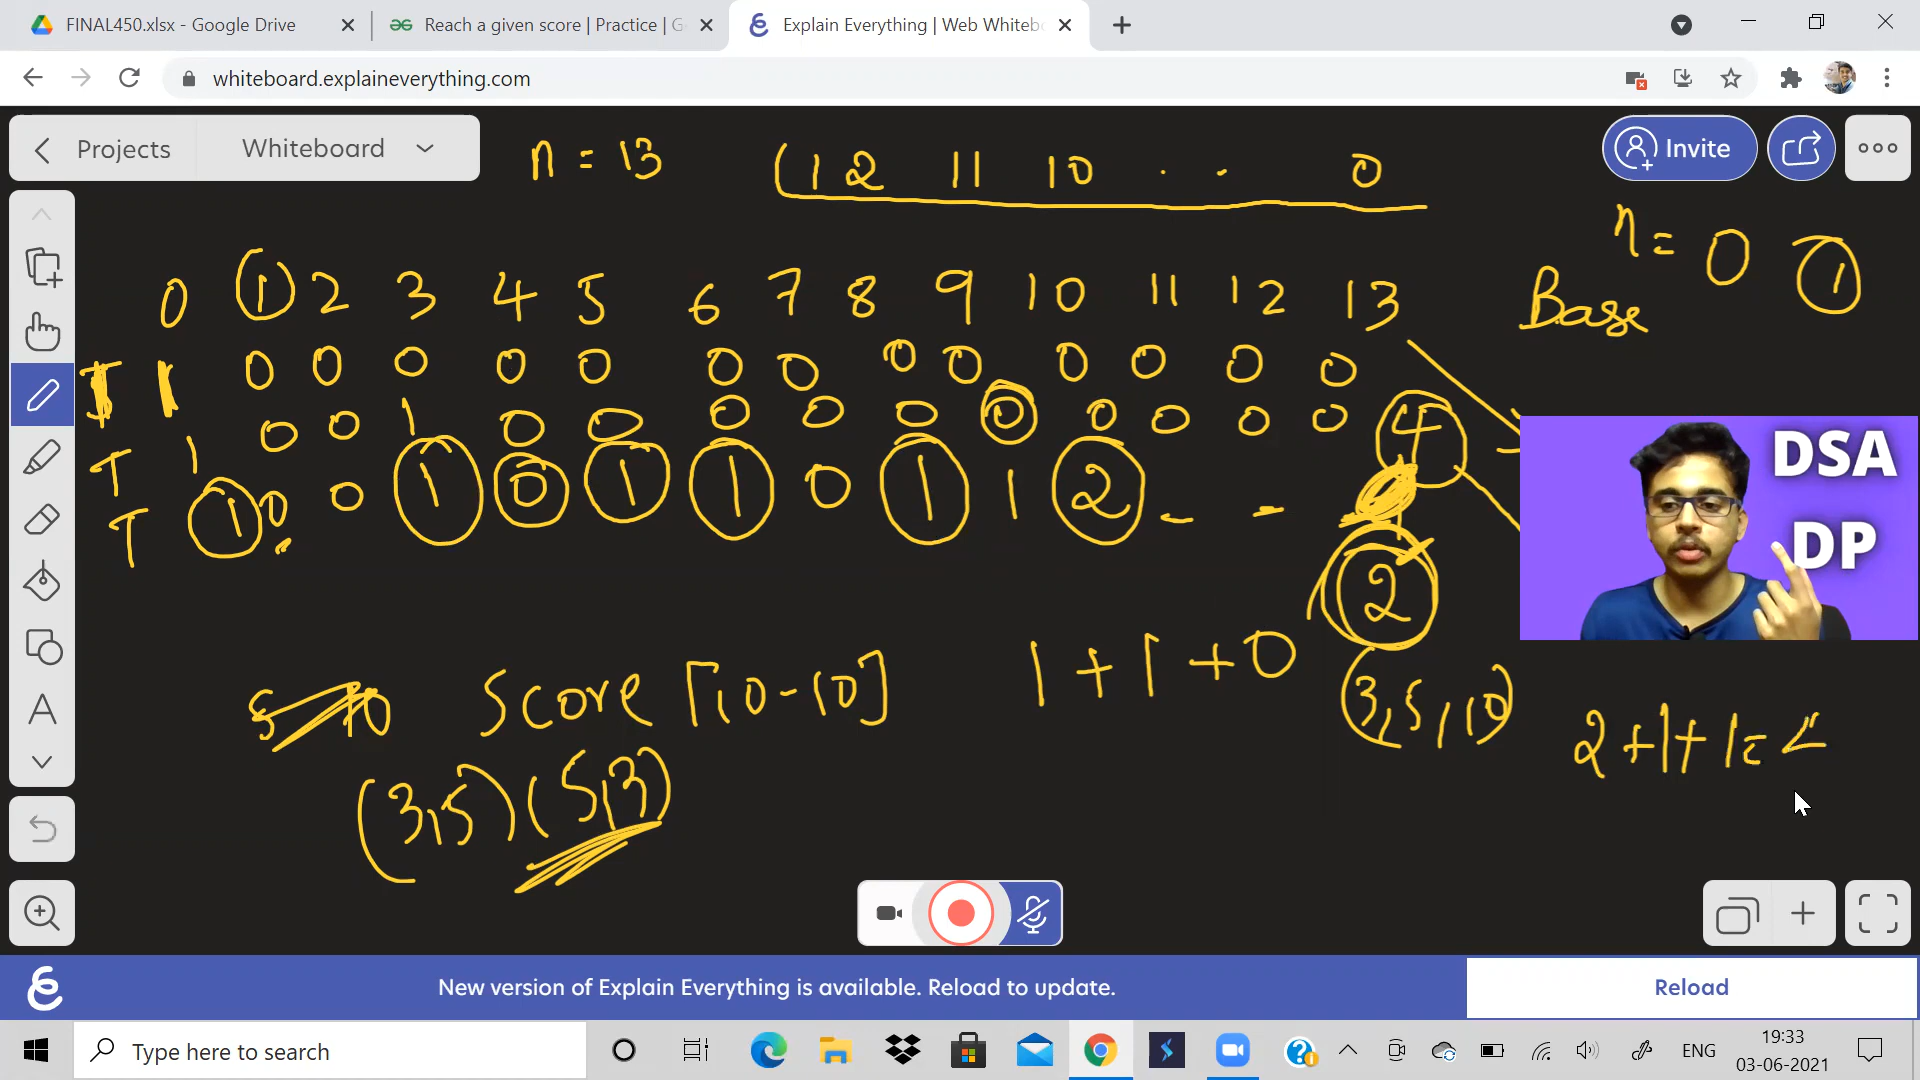 FINAL450.xlsx - Google Drive
Reach a given score | Practice | G
Explain Everything | Web Whitebo
whiteboard.explaineverything.com
Projects
Whiteboard
n = 13
(12 11 10 . . 0
Invite
n = 0 1
Base
0 1 2 3 4 5 6 7 8 9 10 11 12 13
0 0 0 0 0 0 0 0 0 0 0 0 0
T 1 0 0 1 0 0 0 0 0 0 0 0 0 0 4
T 1 0 0 1 0 1 1 0 1 1 2 - -
2
DSA
DP
Score [10-10]
1 + 1 + 0
(3,5,10)
2+1+1=
(3,5) (5,3)
New version of Explain Everything is available. Reload to update.
Reload
Type here to search
ENG
19:33
03-06-2021